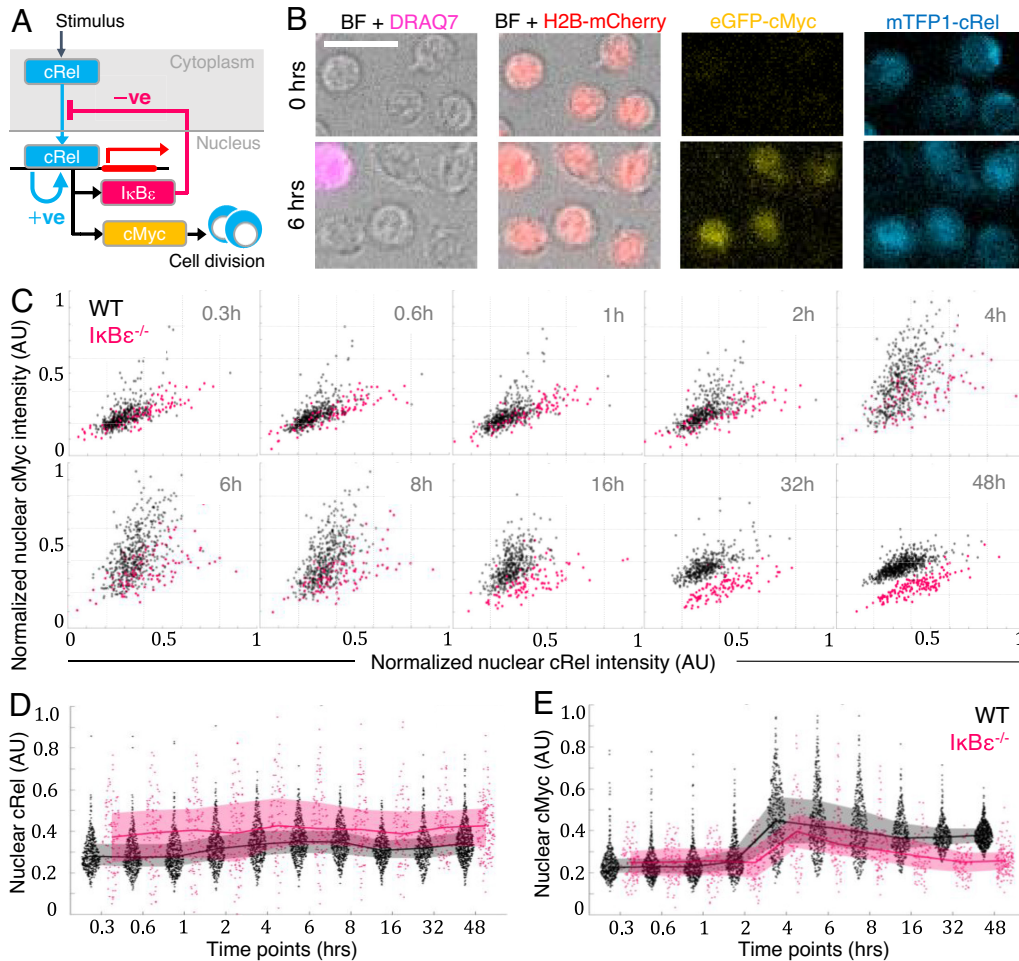 A
Stimulus
cRel
Cytoplasm
−ve
Nucleus
cRel
IκBε
+ve
cMyc
Cell division
B
BF + DRAQ7
BF + H2B-mCherry
eGFP-cMyc
mTFP1-cRel
0 hrs
6 hrs
C
WT
IκBε-/-
Normalized nuclear cMyc intensity (AU)
1
0.5
0
0.3h
0.6h
1h
2h
4h
1
0.5
0
6h
8h
16h
32h
48h
0 0.5 1 0.5 1 0.5 1 0.5 1 0.5 1
Normalized nuclear cRel intensity (AU)
D
Nuclear cRel (AU)
1.0
0.8
0.6
0.4
0.2
0
0.3 0.6 1 2 4 6 8 16 32 48
Time points (hrs)
E
WT
IκBε-/-
Nuclear cMyc (AU)
1.0
0.8
0.6
0.4
0.2
0
0.3 0.6 1 2 4 6 8 16 32 48
Time points (hrs)